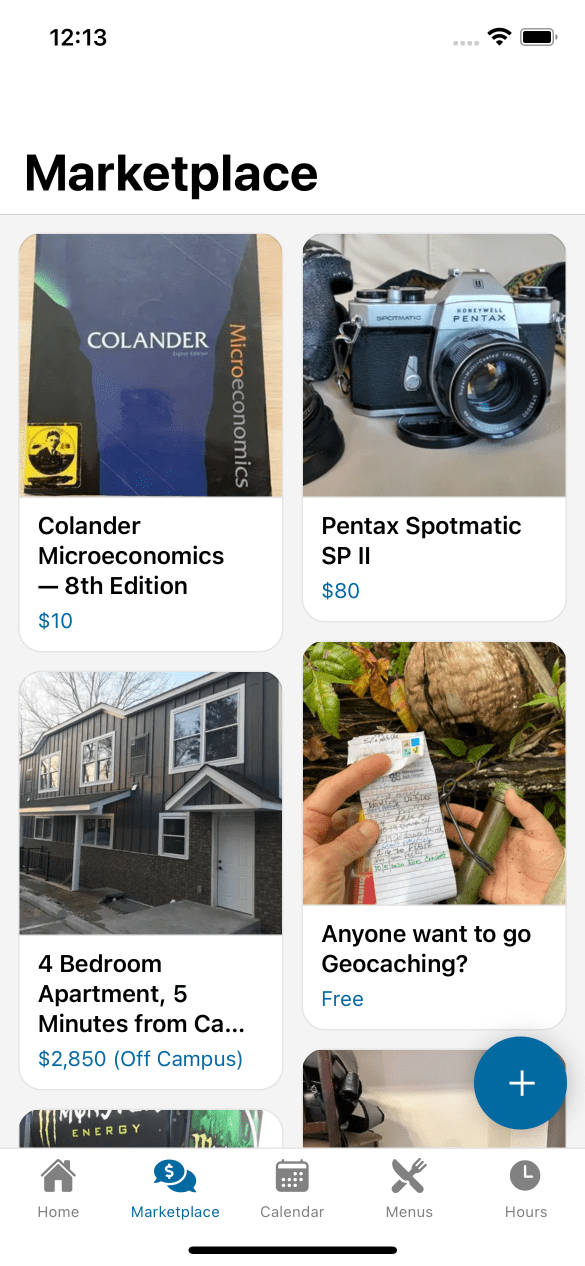 12:13
Marketplace
COLANDER
Eighth Edition
Microeconomics
Colander
Microeconomics
— 8th Edition
$10
HONEYWELL
PENTAX
SPOTMATIC
Pentax Spotmatic
SP II
$80
4 Bedroom
Apartment, 5
Minutes from Ca...
$2,850 (Off Campus)
Anyone want to go
Geocaching?
Free
MONSTER
ENERGY
+
Home
Marketplace
Calendar
Menus
Hours